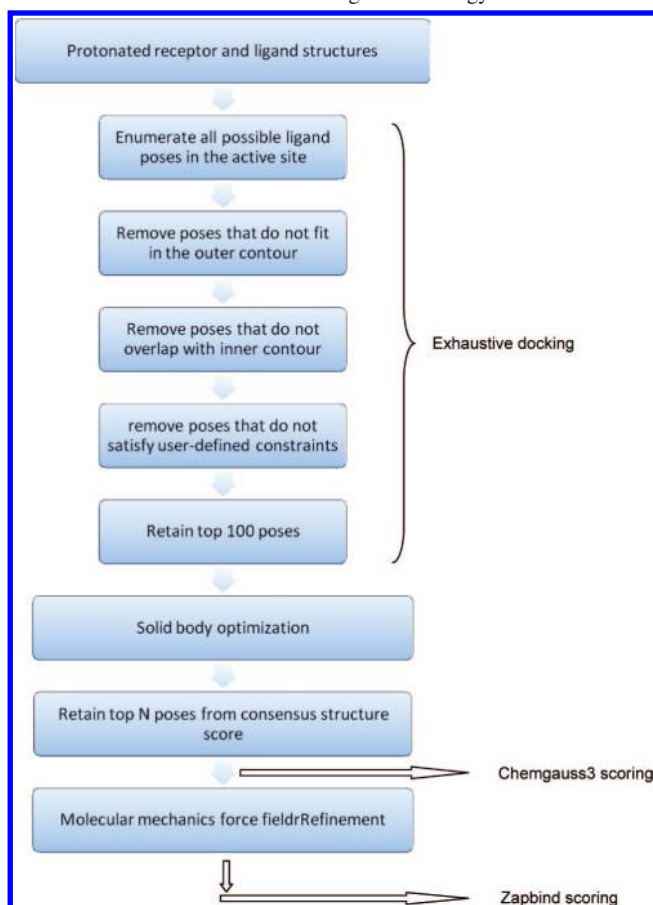 Protonated receptor and ligand structures
Enumerate all possible ligand
poses in the active site
Remove poses that do not fit
in the outer contour
Remove poses that do not
overlap with inner contour
remove poses that do not
satisfy user-defined constraints
Retain top 100 poses
Exhaustive docking
Solid body optimization
Retain top N poses from consensus structure
score
Chemgauss3 scoring
Molecular mechanics force fieldrRefinement
Zapbind scoring